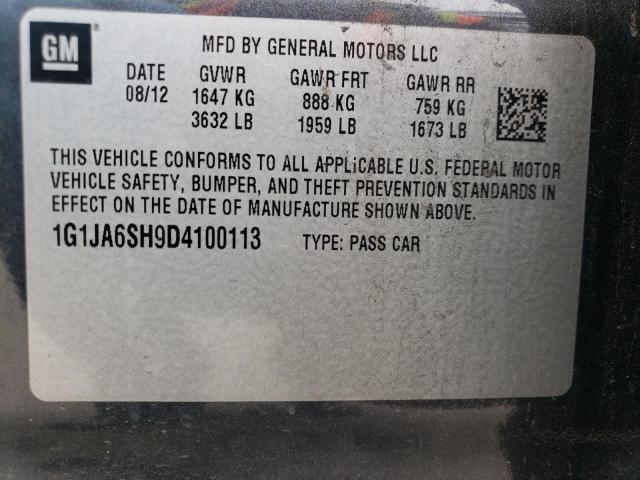 GM
MFD BY GENERAL MOTORS LLC
DATE GVWR GAWR FRT GAWR RR
08/12 1647 KG 888 KG 759 KG
3632 LB 1959 LB 1673 LB
THIS VEHICLE CONFORMS TO ALL APPLiCABLE U.S. FEDERAL MOTOR
VEHICLE SAFETY, BUMPER, AND THEFT PREVENTION STANDARDS IN
EFFECT ON THE DATE OF MANUFACTURE SHOWN ABOVE.
1G1JA6SH9D4100113 TYPE: PASS CAR